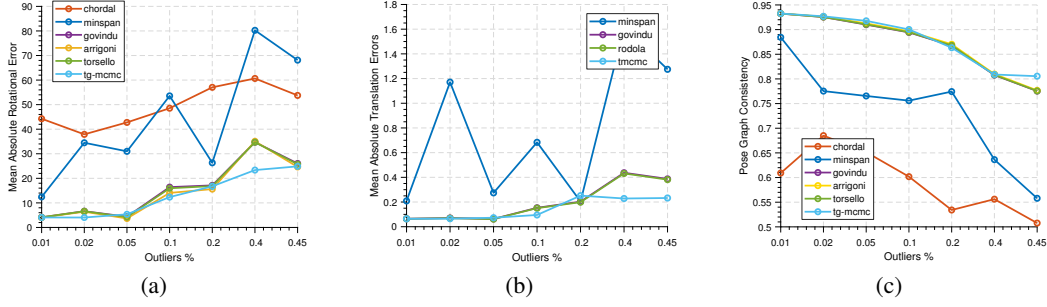 90
80
70
60
50
40
30
20
10
0
Mean Absolute Rotational Error
chordal
minspan
govindu
arrigoni
torsello
tg-mcmc
0.01 0.02 0.05 0.1 0.2 0.4 0.45
Outliers %
(a)
1.8
1.6
1.4
1.2
1
0.8
0.6
0.4
0.2
0
Mean Absolute Translation Errors
minspan
govindu
rodola
tmcmc
0.01 0.02 0.05 0.1 0.2 0.4 0.45
Outliers %
(b)
0.95
0.9
0.85
0.8
0.75
0.7
0.65
0.6
0.55
0.5
Pose Graph Consistency
chordal
minspan
govindu
arrigoni
torsello
tg-mcmc
0.01 0.02 0.05 0.1 0.2 0.4 0.45
Outliers %
(c)